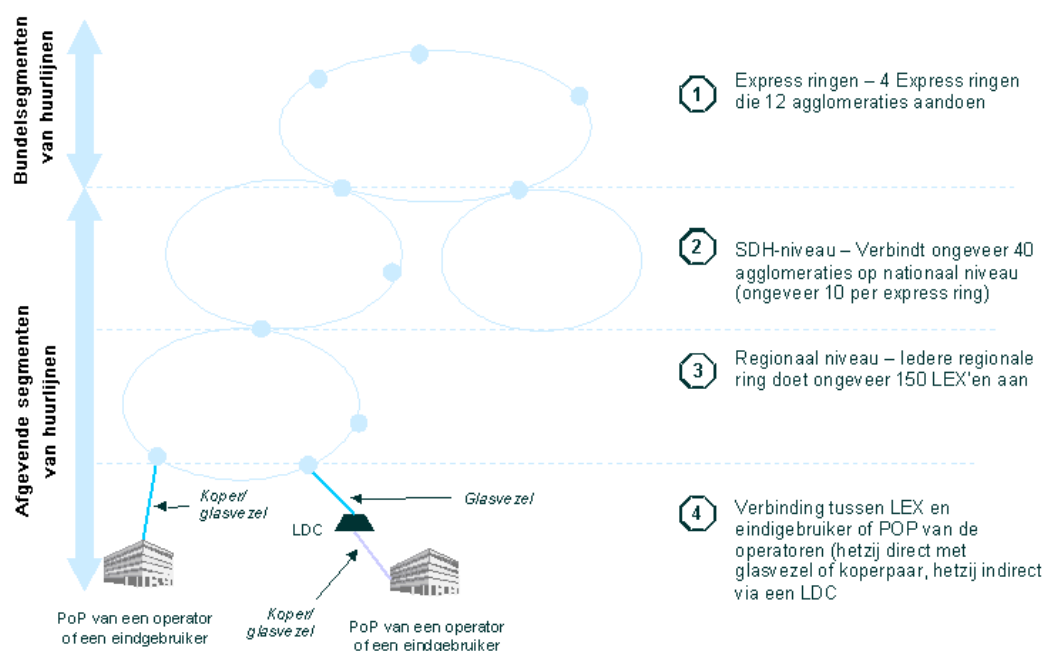 Bundelsegmenten
van huurlijnen
Express ringen – 4 Express ringen
die 12 agglomeraties aandoen
1
Afgevende segmenten
van huurlijnen
2
SDH-niveau – Verbindt ongeveer 40
agglomeraties op nationaal niveau
(ongeveer 10 per express ring)
3
Regionaal niveau – Iedere regionale
ring doet ongeveer 150 LEX'en aan
Koper/
glasvezel
Glasvezel
LDC
4
Verbinding tussen LEX en
eindigebruiker of POP van de
operatoren (hetzij direct met
glasvezel of koperpaar, hetzij indirect
via een LDC
PoP van een operator
of een eindgebruiker
Koper/
glasvezel
PoP van een operator
of een eindgebruiker